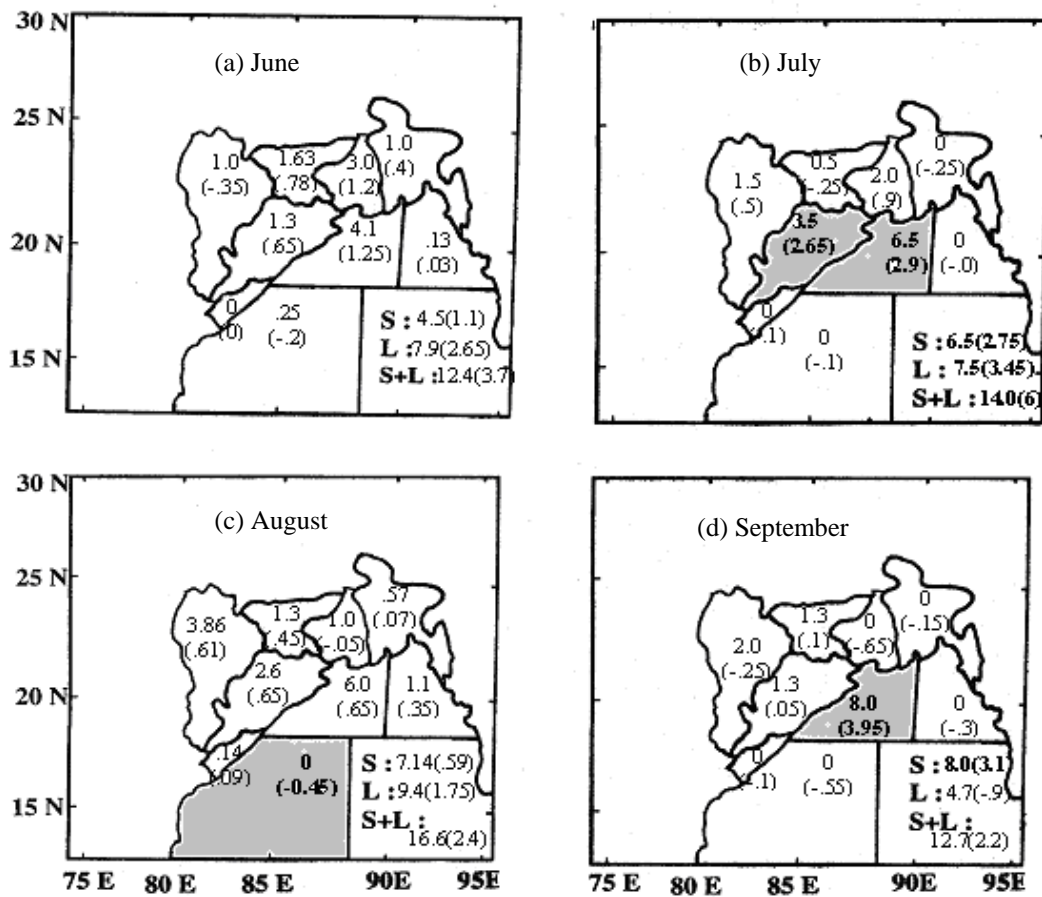 30 N
(a) June
(b) July
25 N
1.0
(-.35)
1.63
(.78)
3.0
(1.2)
1.0
(.4)
1.5
(.5)
0.5
(-.25)
2.0
(.9)
0
(-.25)
20 N
1.3
(.65)
4.1
(1.25)
.13
(.03)
3.5
(2.65)
6.5
(2.9)
0
(-.0)
0
0)
.25
(-.2)
0
.1)
0
(-.1)
15 N
S : 4.5(1.1)
L : 7.9(2.65)
S+L : 12.4(3.7)
S : 6.5(2.75)
L : 7.5(3.45).
S+L : 14.0(6)
30 N
(c) August
(d) September
25 N
3.86
(.61)
1.3
(.45)
1.0
(-.05)
.57
(.07)
2.0
(-.25)
1.3
(.1)
0
(-.65)
0
(-.15)
20 N
2.6
(.65)
6.0
(.65)
1.1
(.35)
1.3
(.05)
8.0
(3.95)
0
(-.3)
.14
.09)
0
(-0.45)
0
-.1)
0
(-.55)
15 N
S : 7.14(.59)
L : 9.4(1.75)
S+L :
16.6(2.4)
S : 8.0(3.1)
L : 4.7(-.9)
S+L :
12.7(2.2)
75 E 80 E 85 E 90E 95E
75 E 80 E 85 E 90E 95E